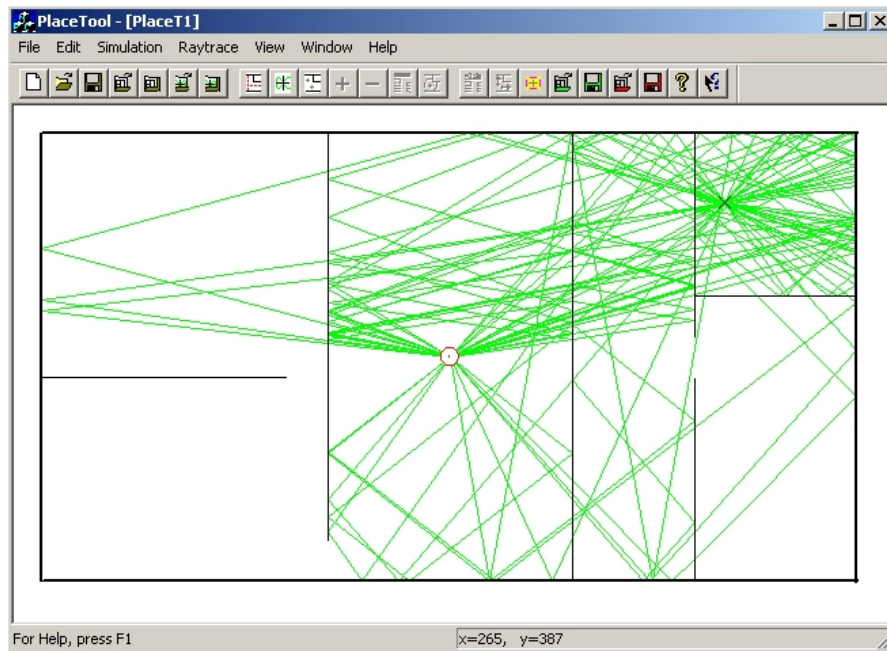 PlaceTool - [PlaceT1]
File Edit Simulation Raytrace View Window Help
For Help, press F1
x=265, y=387